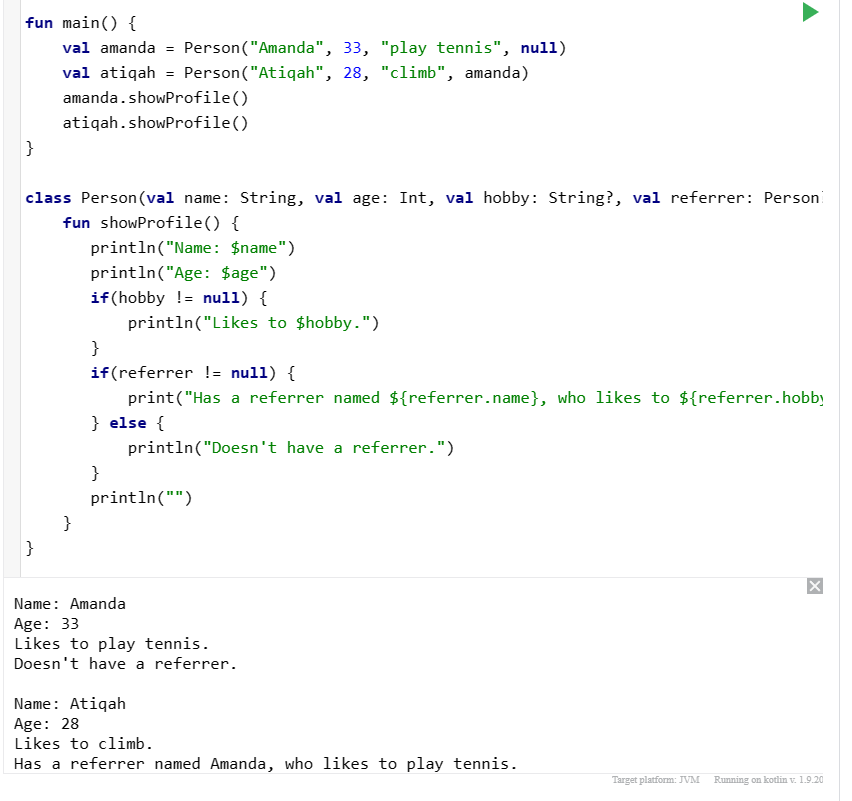 fun main() {
    val amanda = Person("Amanda", 33, "play tennis", null)
    val atiqah = Person("Atiqah", 28, "climb", amanda)
    amanda.showProfile()
    atiqah.showProfile()
}
class Person(val name: String, val age: Int, val hobby: String?, val referrer: Person
    fun showProfile() {
       println("Name: $name")
       println("Age: $age")
       if(hobby != null) {
           println("Likes to $hobby.")
       }
       if(referrer != null) {
           print("Has a referrer named ${referrer.name}, who likes to ${referrer.hobby
       } else {
           println("Doesn't have a referrer.")
       }
       println("")
    }
}
Name: Amanda
Age: 33
Likes to play tennis.
Doesn't have a referrer.
Name: Atiqah
Age: 28
Likes to climb.
Has a referrer named Amanda, who likes to play tennis.
Target platform: JVM Running on kotlin v. 1.9.20